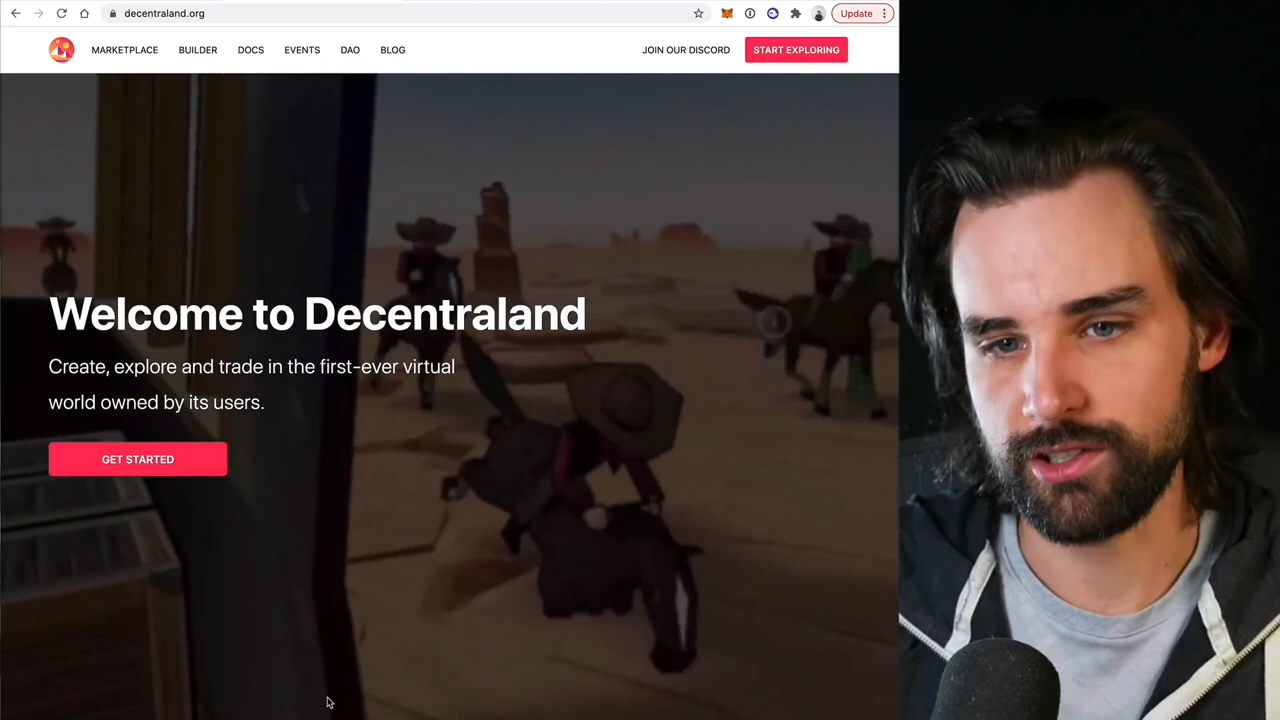 decentraland.org
Update
MARKETPLACE
BUILDER
DOCS
EVENTS
DAO
BLOG
JOIN OUR DISCORD
START EXPLORING
Welcome to Decentraland
Create, explore and trade in the first-ever virtual
world owned by its users.
GET STARTED